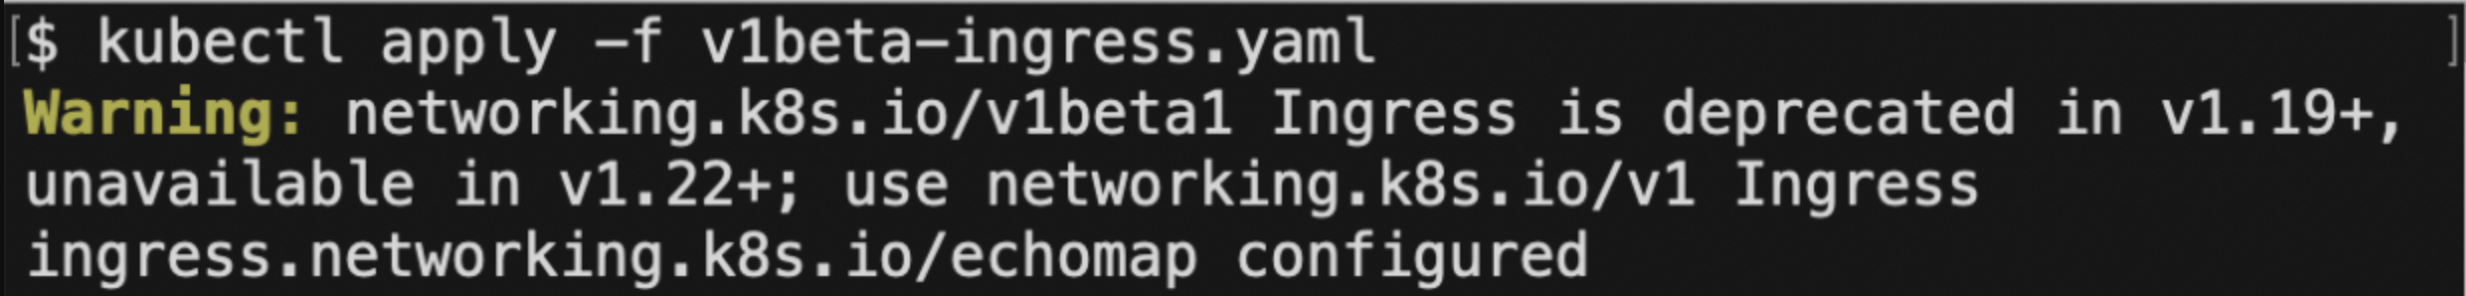 [$ kubectl apply -f v1beta-ingress.yaml ]
Warning: networking.k8s.io/v1beta1 Ingress is deprecated in v1.19+,
unavailable in v1.22+; use networking.k8s.io/v1 Ingress
ingress.networking.k8s.io/echomap configured